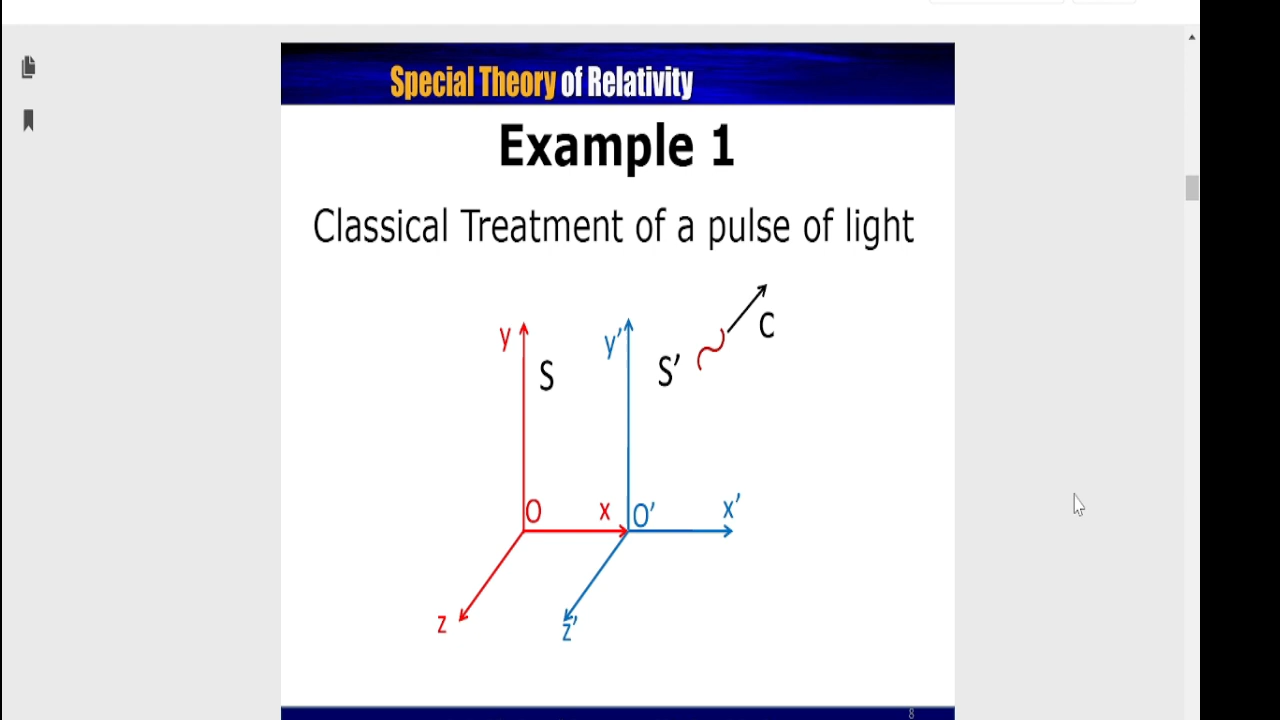 Special Theory of Relativity
Example 1
Classical Treatment of a pulse of light
y
S
y'
S'
C
O
x
O'
x'
z
z'
8